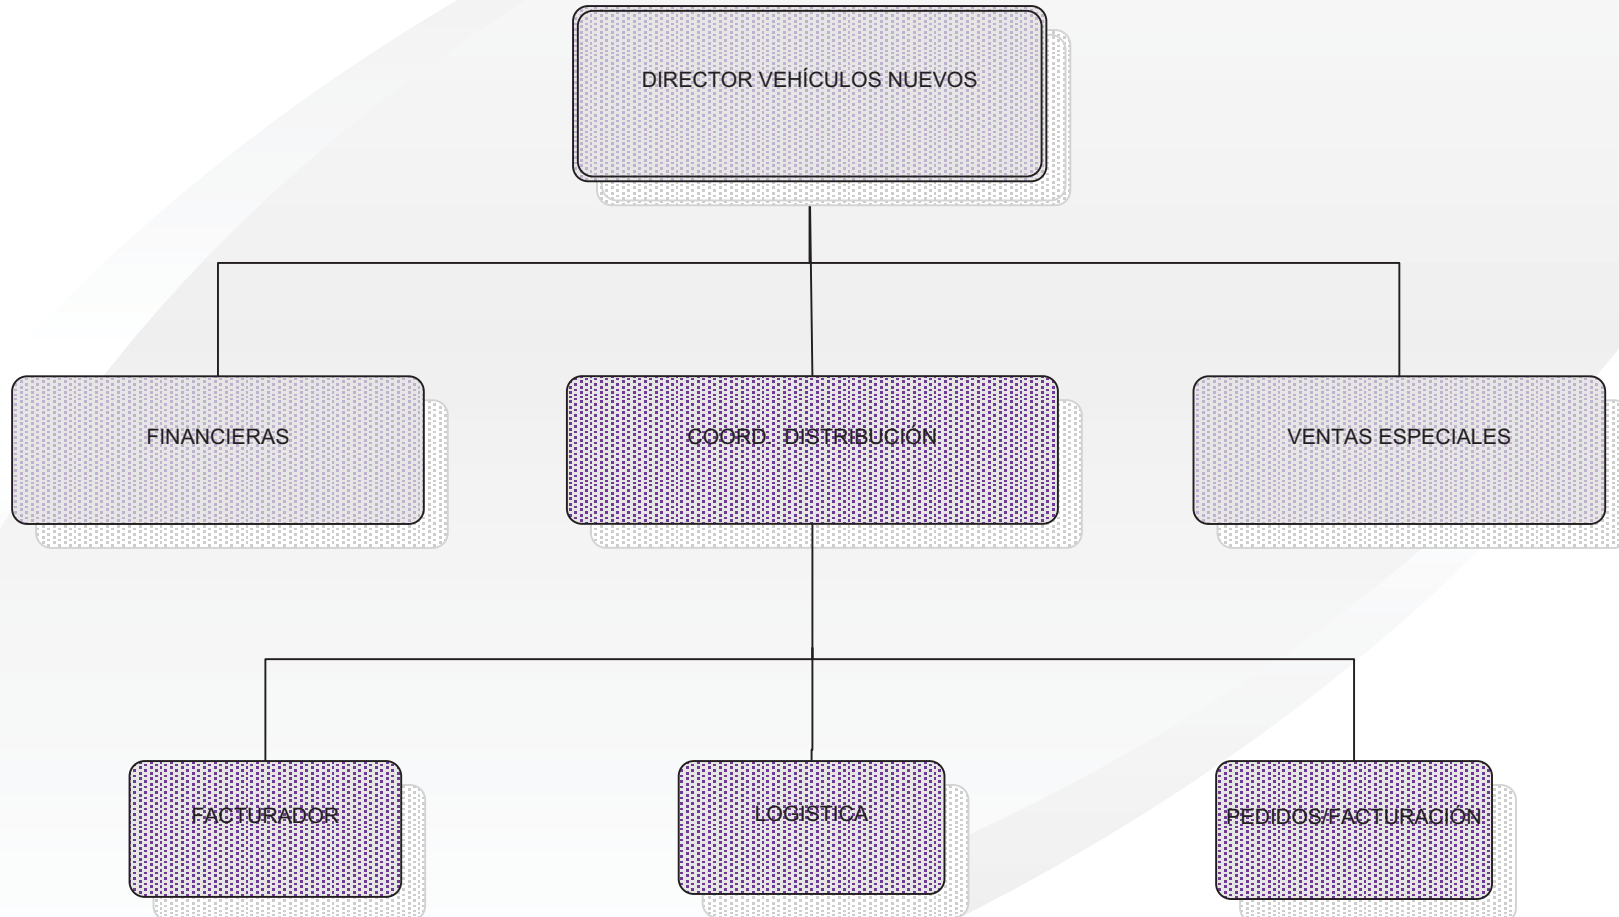 DIRECTOR VEHÍCULOS NUEVOS
FINANCIERAS
COORD. DISTRIBUCIÓN
VENTAS ESPECIALES
FACTURADOR
LOGISTICA
PEDIDOS/FACTURACIÓN